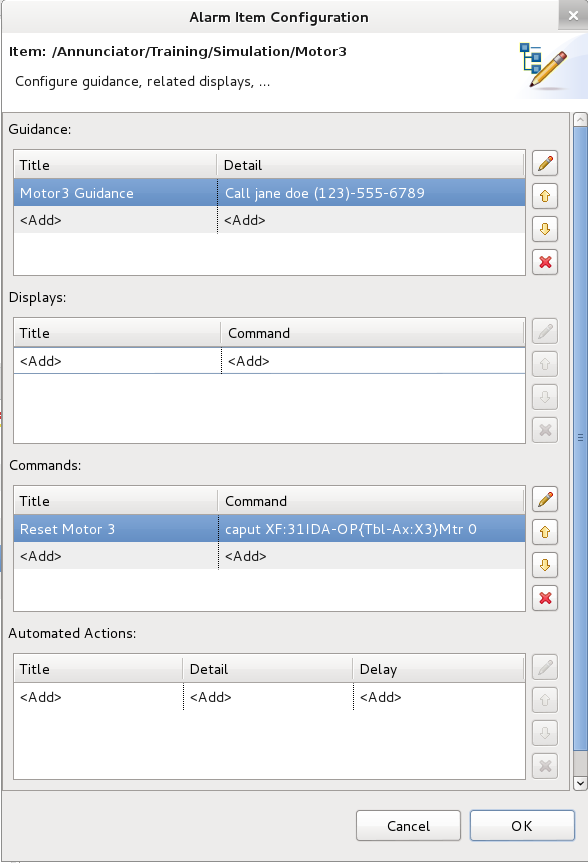 Alarm Item Configuration
Item: /Annunciator/Training/Simulation/Motor3
Configure guidance, related displays, ...
Guidance:
Title Detail
Motor3 Guidance Call jane doe (123)-555-6789
<Add> <Add>
Displays:
Title Command
<Add> <Add>
Commands:
Title Command
Reset Motor 3 caput XF:31IDA-OP{Tbl-Ax:X3}Mtr 0
<Add> <Add>
Automated Actions:
Title Detail Delay
<Add> <Add> <Add>
Cancel OK